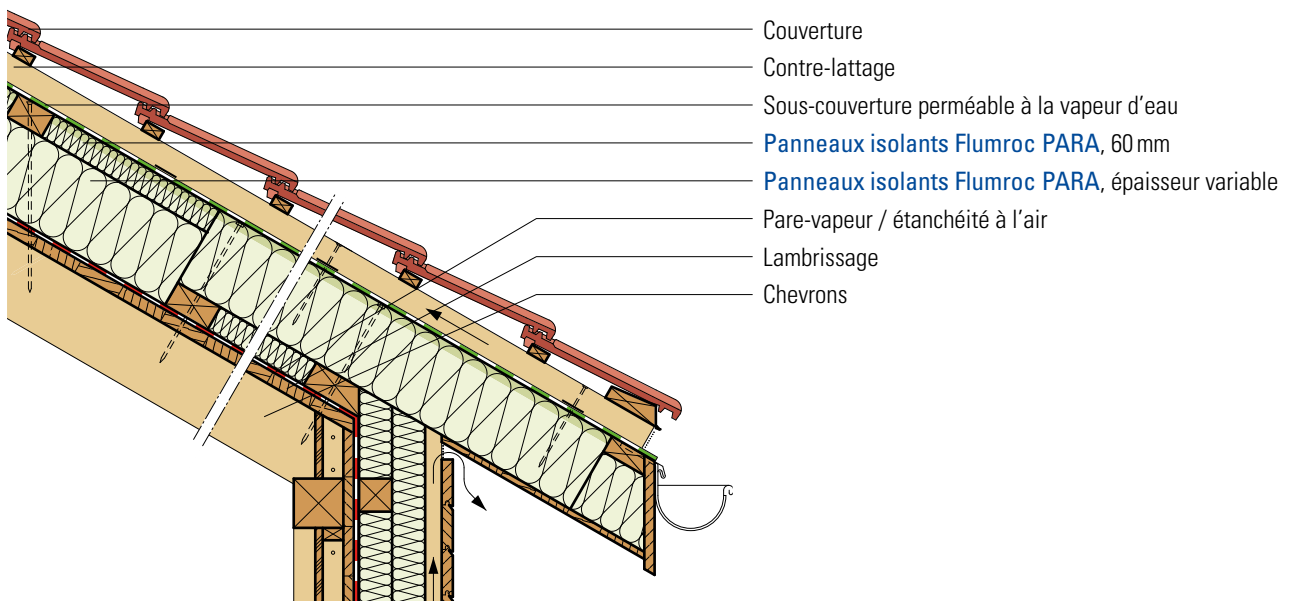 Couverture
Contre-lattage
Sous-couverture perméable à la vapeur d’eau
Panneaux isolants Flumroc PARA, 60 mm
Panneaux isolants Flumroc PARA, épaisseur variable
Pare-vapeur / étanchéité à l’air
Lambrissage
Chevrons